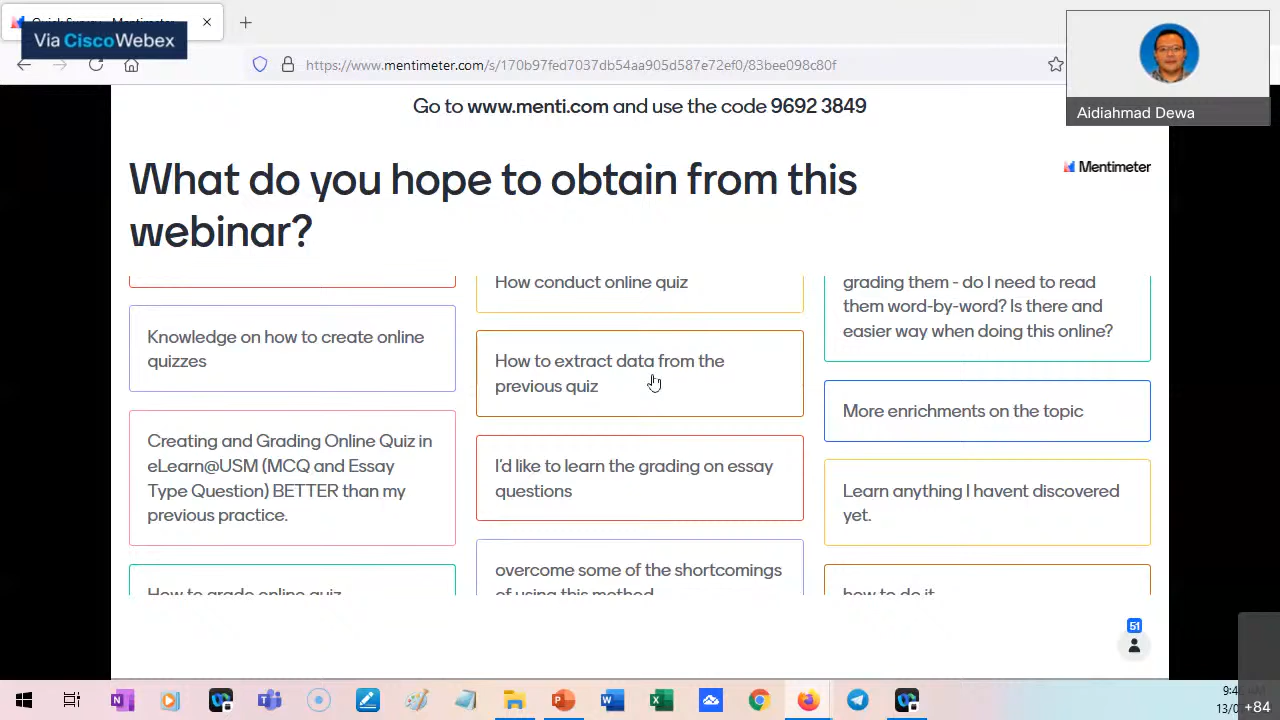 Via CiscoWebex
https://www.mentimeter.com/s/170b97fed7037db54aa905d587e72ef0/83bee098c80f
Aidiahmad Dewa
Go to www.menti.com and use the code 9692 3849
Mentimeter
What do you hope to obtain from this
webinar?
Knowledge on how to create online
quizzes
Creating and Grading Online Quiz in
eLearn@USM (MCQ and Essay
Type Question) BETTER than my
previous practice.
How to grade online quiz
How conduct online quiz
How to extract data from the
previous quiz
I'd like to learn the grading on essay
questions
overcome some of the shortcomings
of using this method
grading them - do I need to read
them word-by-word? Is there and
easier way when doing this online?
More enrichments on the topic
Learn anything I havent discovered
yet.
how to do it
51
+84